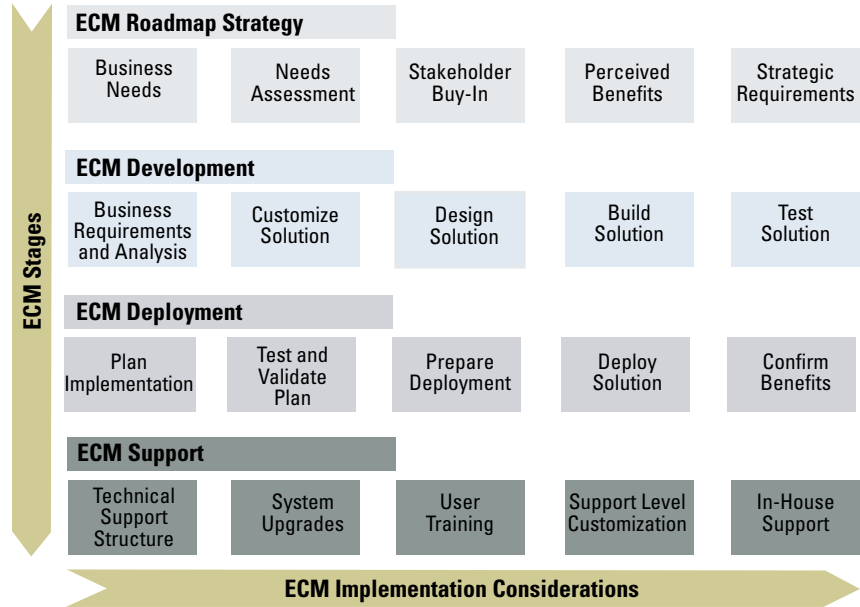 ECM Stages
ECM Roadmap Strategy
Business
Needs
Needs
Assessment
Stakeholder
Buy-In
Perceived
Benefits
Strategic
Requirements
ECM Development
Business
Requirements
and Analysis
Customize
Solution
Design
Solution
Build
Solution
Test
Solution
ECM Deployment
Plan
Implementation
Test and
Validate
Plan
Prepare
Deployment
Deploy
Solution
Confirm
Benefits
ECM Support
Technical
Support
Structure
System
Upgrades
User
Training
Support Level
Customization
In-House
Support
ECM Implementation Considerations